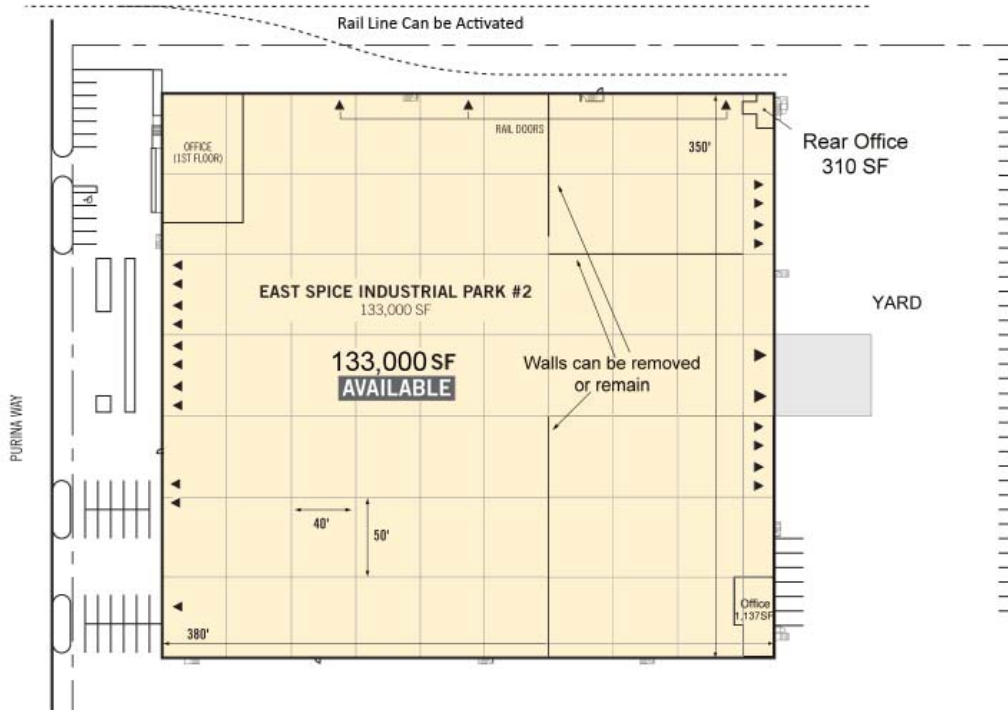 Rail Line Can be Activated
OFFICE
(1ST FLOOR)
RAIL DOORS
350'
Rear Office
310 SF
EAST SPICE INDUSTRIAL PARK #2
133,000 SF
YARD
133,000 SF
AVAILABLE
Walls can be removed
or remain
PURINA WAY
40'
50'
Office
1,137SF
380'